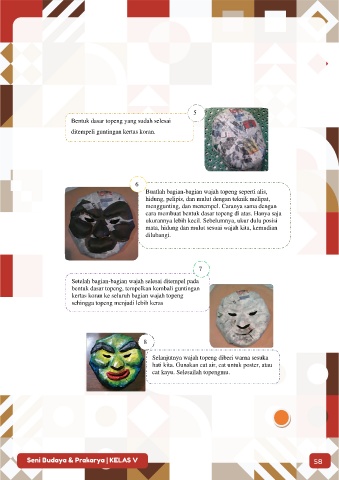 5
Bentuk dasar topeng yang sudah selesai
ditempeli guntingan kertas koran.
6
Buatlah bagian-bagian wajah topeng seperti alis,
hidung, pelipis, dan mulut dengan teknik melipat,
menggunting, dan menempel. Caranya sama dengan
cara membuat bentuk dasar topeng di atas. Hanya saja
ukurannya lebih kecil. Sebelumnya, ukur dulu posisi
mata, hidung dan mulut sesuai wajah kita, kemudian
dilubangi.
7
Setelah bagian-bagian wajah selesai ditempel pada
bentuk dasar topeng, tempelkan kembali guntingan
kertas koran ke seluruh bagian wajah topeng
sehingga topeng menjadi lebih keras
8
Selanjutnya wajah topeng diberi warna sesuka
hati kita. Gunakan cat air, cat untuk poster, atau
cat kayu. Selesailah topengmu.
Seni Budaya & Prakarya | KELAS V
58